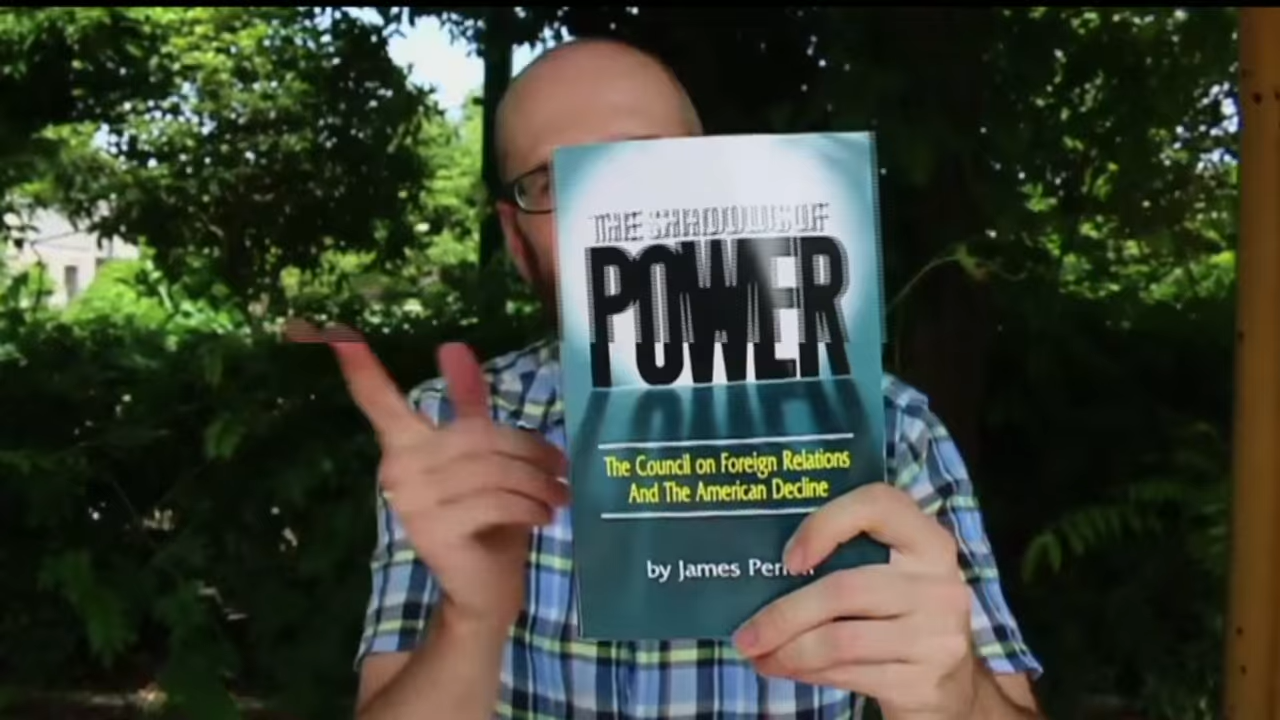 THE SHADOWS OF
POWER
The Council on Foreign Relations
And The American Decline
by James